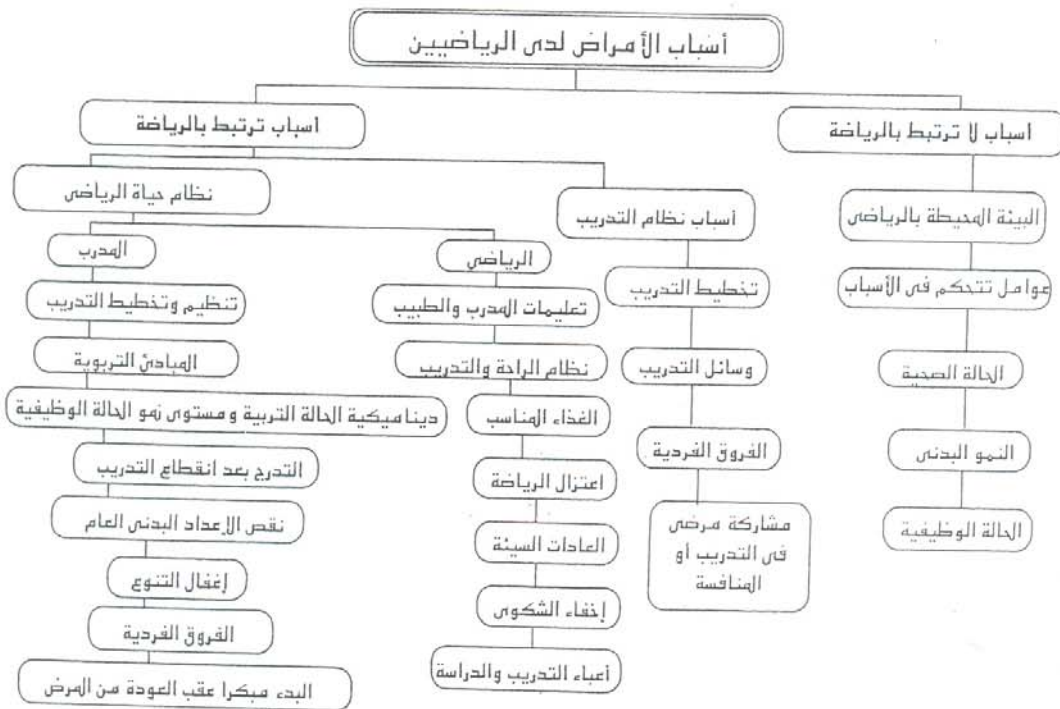 أسباب الأمراض لدى الرياضيين
أسباب لا ترتبط بالرياضة
البيئة المحيطة بالرياضى
عوامل تتحكم فى الأسباب
الحالة الصحية
النمو البدنى
الحالة الوظيفية
أسباب ترتبط بالرياضة
أسباب نظام التدريب
تخطيط التدريب
وسائل التدريب
الفروق الفردية
مشاركة مرضى
فى التدريب أو
المنافسة
نظام حياة الرياضى
الرياضي
تعليمات المدرب والطبيب
نظام الراحة والتدريب
الغذاء المناسب
اعتزال الرياضة
العادات السيئة
إخفاء الشكوى
أعباء التدريب والدراسة
المدرب
تنظيم وتخطيط التدريب
المبادئ التربوية
ديناميكية الحالة التربية ومستوى نمو الحالة الوظيفية
التدرج بعد انقطاع التدريب
نقص الإعداد البدنى العام
إغفال التنوع
الفروق الفردية
البدء مبكرا عقب العودة من المرض